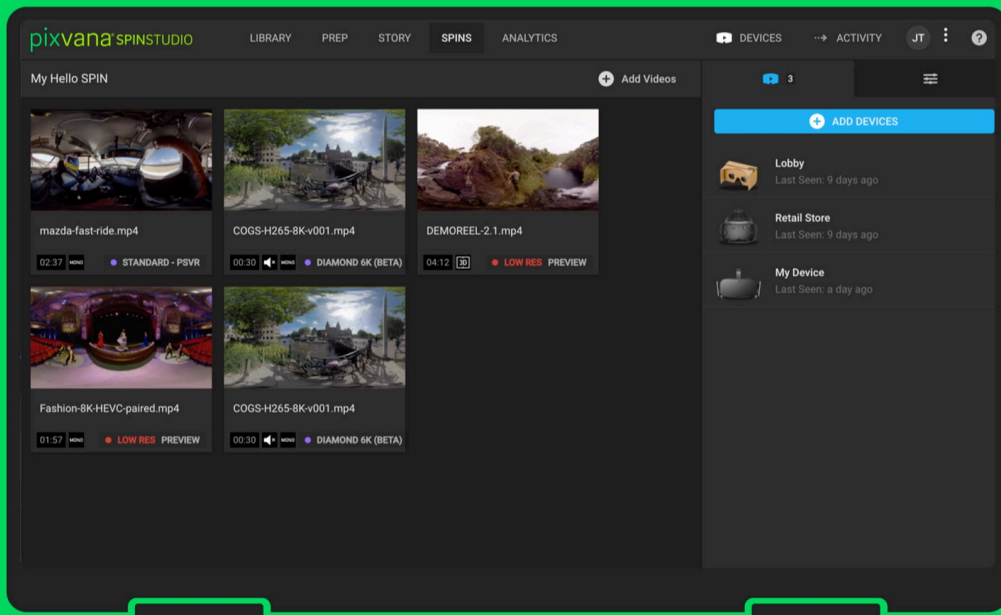 pixvana® SPINSTUDIO
LIBRARY PREP STORY SPINS ANALYTICS
DEVICES ACTIVITY JT ?
My Hello SPIN
Add Videos
3
ADD DEVICES
mazda-fast-ride.mp4
02:37 MONO STANDARD - PSVR
COGS-H265-8K-v001.mp4
00:30 MONO DIAMOND 6K (BETA)
DEMOREEL-2.1.mp4
04:12 3D LOW RES PREVIEW
Fashion-8K-HEVC-paired.mp4
01:57 MONO LOW RES PREVIEW
COGS-H265-8K-v001.mp4
00:30 MONO DIAMOND 6K (BETA)
Lobby
Last Seen: 9 days ago
Retail Store
Last Seen: 9 days ago
My Device
Last Seen: a day ago